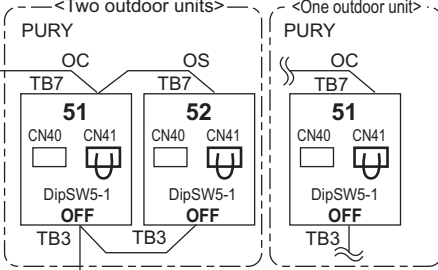 <Two outdoor units>
PURY
OC OS
TB7 TB7
51 52
CN40 CN41 CN40 CN41
DipSW5-1 DipSW5-1
OFF OFF
TB3 TB3
<One outdoor unit>
PURY
OC
TB7
51
CN40 CN41
DipSW5-1
OFF
TB3